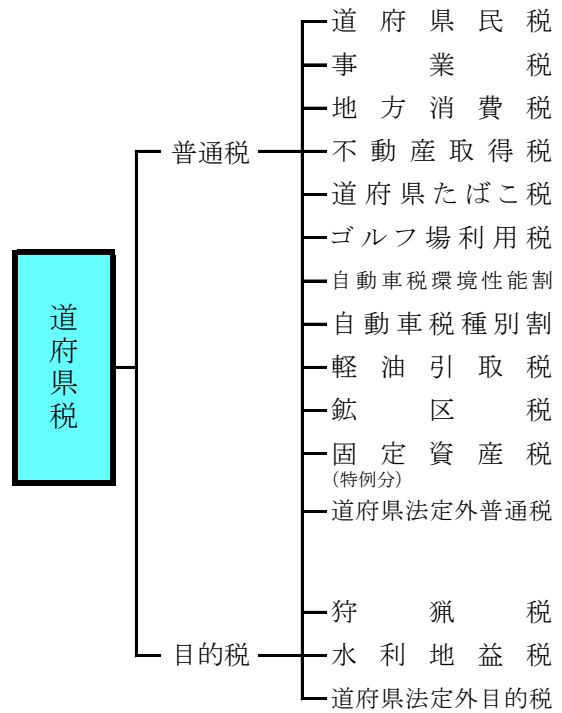 道府県税
普通税
道府県民税
事業税
地方消費税
不動産取得税
道府県たばこ税
ゴルフ場利用税
自動車税環境性能割
自動車税種別割
軽油引取税
鉱区税
固定資産税
(特例分)
道府県法定外普通税
目的税
狩猟税
水利地益税
道府県法定外目的税